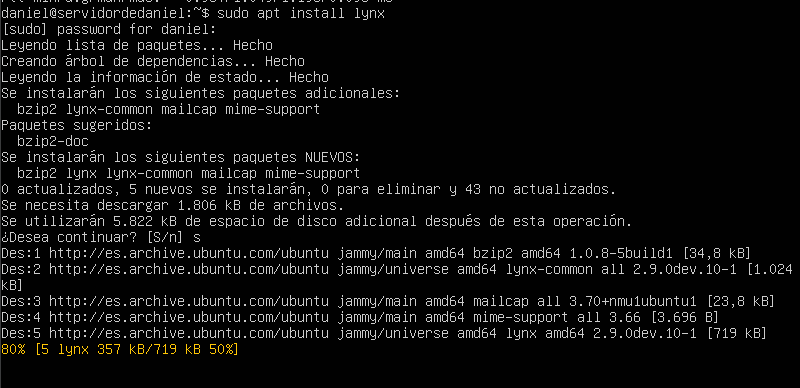 daniel@servidordedaniel:~$ sudo apt install lynx
[sudo] password for daniel:
Leyendo lista de paquetes... Hecho
Creando árbol de dependencias... Hecho
Leyendo la información de estado... Hecho
Se instalarán los siguientes paquetes adicionales:
  bzip2 lynx-common mailcap mime-support
Paquetes sugeridos:
  bzip2-doc
Se instalarán los siguientes paquetes NUEVOS:
  bzip2 lynx lynx-common mailcap mime-support
0 actualizados, 5 nuevos se instalarán, 0 para eliminar y 43 no actualizados.
Se necesita descargar 1.806 kB de archivos.
Se utilizarán 5.822 kB de espacio de disco adicional después de esta operación.
¿Desea continuar? [S/n] s
Des:1 http://es.archive.ubuntu.com/ubuntu jammy/main amd64 bzip2 amd64 1.0.8-5build1 [34,8 kB]
Des:2 http://es.archive.ubuntu.com/ubuntu jammy/universe amd64 lynx-common all 2.9.0dev.10-1 [1.024
kB]
Des:3 http://es.archive.ubuntu.com/ubuntu jammy/main amd64 mailcap all 3.70+nmu1ubuntu1 [23,8 kB]
Des:4 http://es.archive.ubuntu.com/ubuntu jammy/main amd64 mime-support all 3.66 [3.696 B]
Des:5 http://es.archive.ubuntu.com/ubuntu jammy/universe amd64 lynx amd64 2.9.0dev.10-1 [719 kB]
80% [5 lynx 357 kB/719 kB 50%]